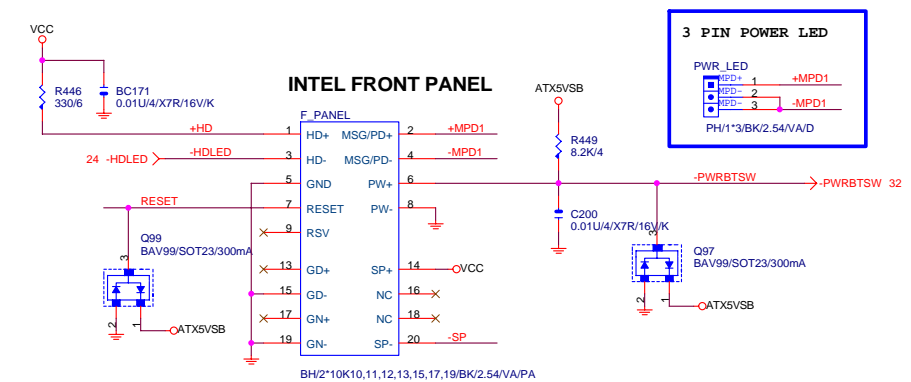 3 PIN POWER LED
PWR_LED
MPD+ 1 +MPD1
MPD- 2
MPD- 3 -MPD1
PH/1*3/BK/2.54/VA/D
VCC
R446
330/6
BC171
0.01U/4/X7R/16V/K
INTEL FRONT PANEL
ATX5VSB
R449
8.2K/4
F_PANEL
+HD 1 HD+ MSG/PD+ 2 +MPD1
24 -HDLED -HDLED 3 HD- MSG/PD- 4 -MPD1
5 GND PW+ 6 -PWRBTSW -PWRBTSW 32
RESET 7 RESET PW- 8
9 RSV
C200
0.01U/4/X7R/16V/K
13 GD+ SP+ 14 VCC
15 GD- NC 16
17 GN+ NC 18
19 GN- SP- 20 -SP
BH/2*10K10,11,12,13,15,17,19/BK/2.54/VA/PA
Q99
BAV99/SOT23/300mA
3
2
1
ATX5VSB
Q97
BAV99/SOT23/300mA
3
2
1
ATX5VSB